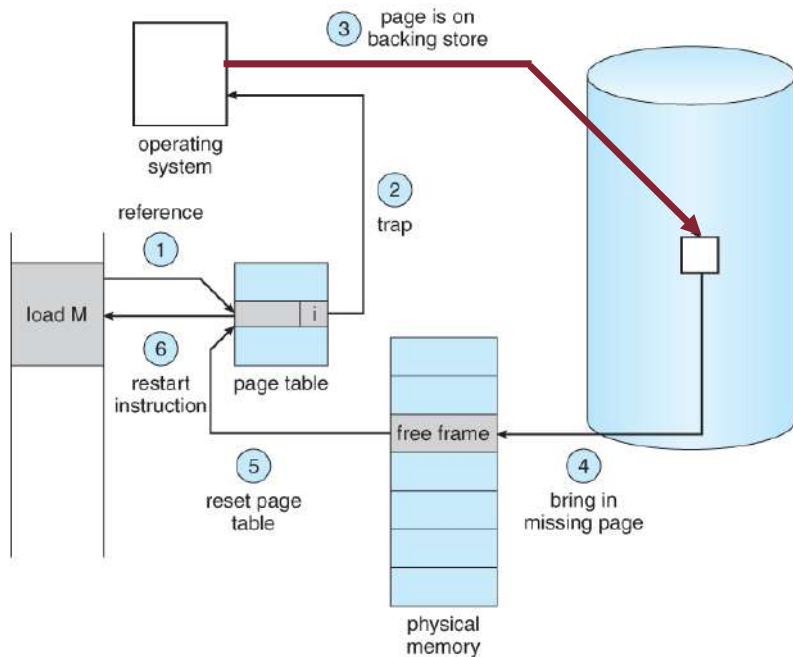 3
page is on
backing store
operating
system
2
trap
reference
1
load M
i
6
restart
instruction
page table
free frame
5
reset page
table
4
bring in
missing page
physical
memory